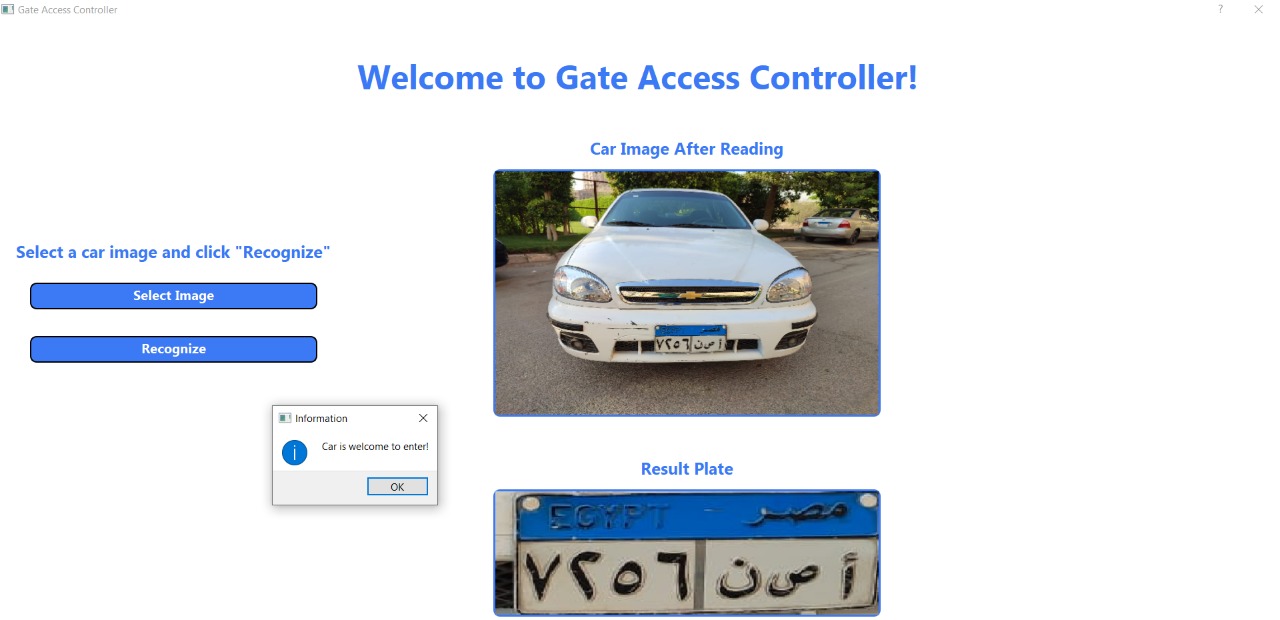 Gate Access Controller
Welcome to Gate Access Controller!
Car Image After Reading
Select a car image and click "Recognize"
Select Image
Recognize
مصر
٧٢٥٦ أ ص ن
Information
Car is welcome to enter!
OK
Result Plate
EGYPT مصر
٧٢٥٦ أ ص ن